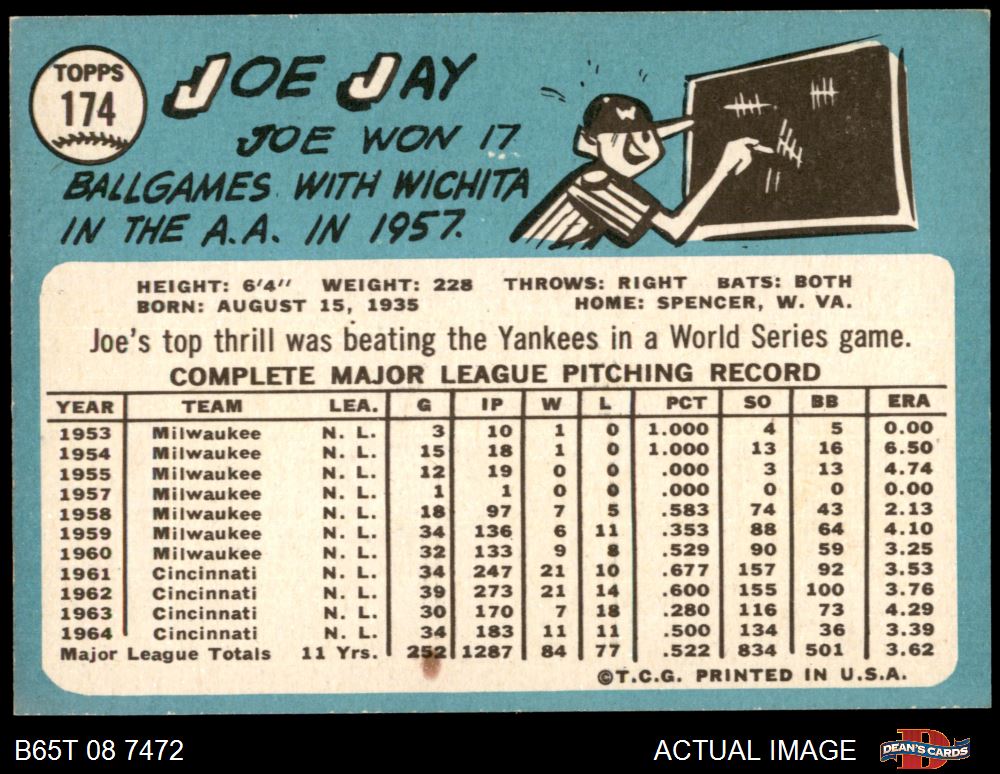 TOPPS
174
JOE JAY
JOE WON 17
BALLGAMES WITH WICHITA
IN THE A.A. IN 1957.
W
HEIGHT: 6'4" WEIGHT: 228 THROWS: RIGHT BATS: BOTH
BORN: AUGUST 15, 1935 HOME: SPENCER, W. VA.
Joe's top thrill was beating the Yankees in a World Series game.
COMPLETE MAJOR LEAGUE PITCHING RECORD
YEAR TEAM LEA. G IP W L PCT SO BB ERA
1953 Milwaukee N. L. 3 10 1 0 1.000 4 5 0.00
1954 Milwaukee N. L. 15 18 1 0 1.000 13 16 6.50
1955 Milwaukee N. L. 12 19 0 0 .000 3 13 4.74
1957 Milwaukee N. L. 1 1 0 0 .000 0 0 0.00
1958 Milwaukee N. L. 18 97 7 5 .583 74 43 2.13
1959 Milwaukee N. L. 34 136 6 11 .353 88 64 4.10
1960 Milwaukee N. L. 32 133 9 8 .529 90 59 3.25
1961 Cincinnati N. L. 34 247 21 10 .677 157 92 3.53
1962 Cincinnati N. L. 39 273 21 14 .600 155 100 3.76
1963 Cincinnati N. L. 30 170 7 18 .280 116 73 4.29
1964 Cincinnati N. L. 34 183 11 11 .500 134 36 3.39
Major League Totals 11 Yrs. 252 1287 84 77 .522 834 501 3.62
©T.C.G. PRINTED IN U.S.A.
B65T 08 7472 ACTUAL IMAGE DEAN'S CARDS